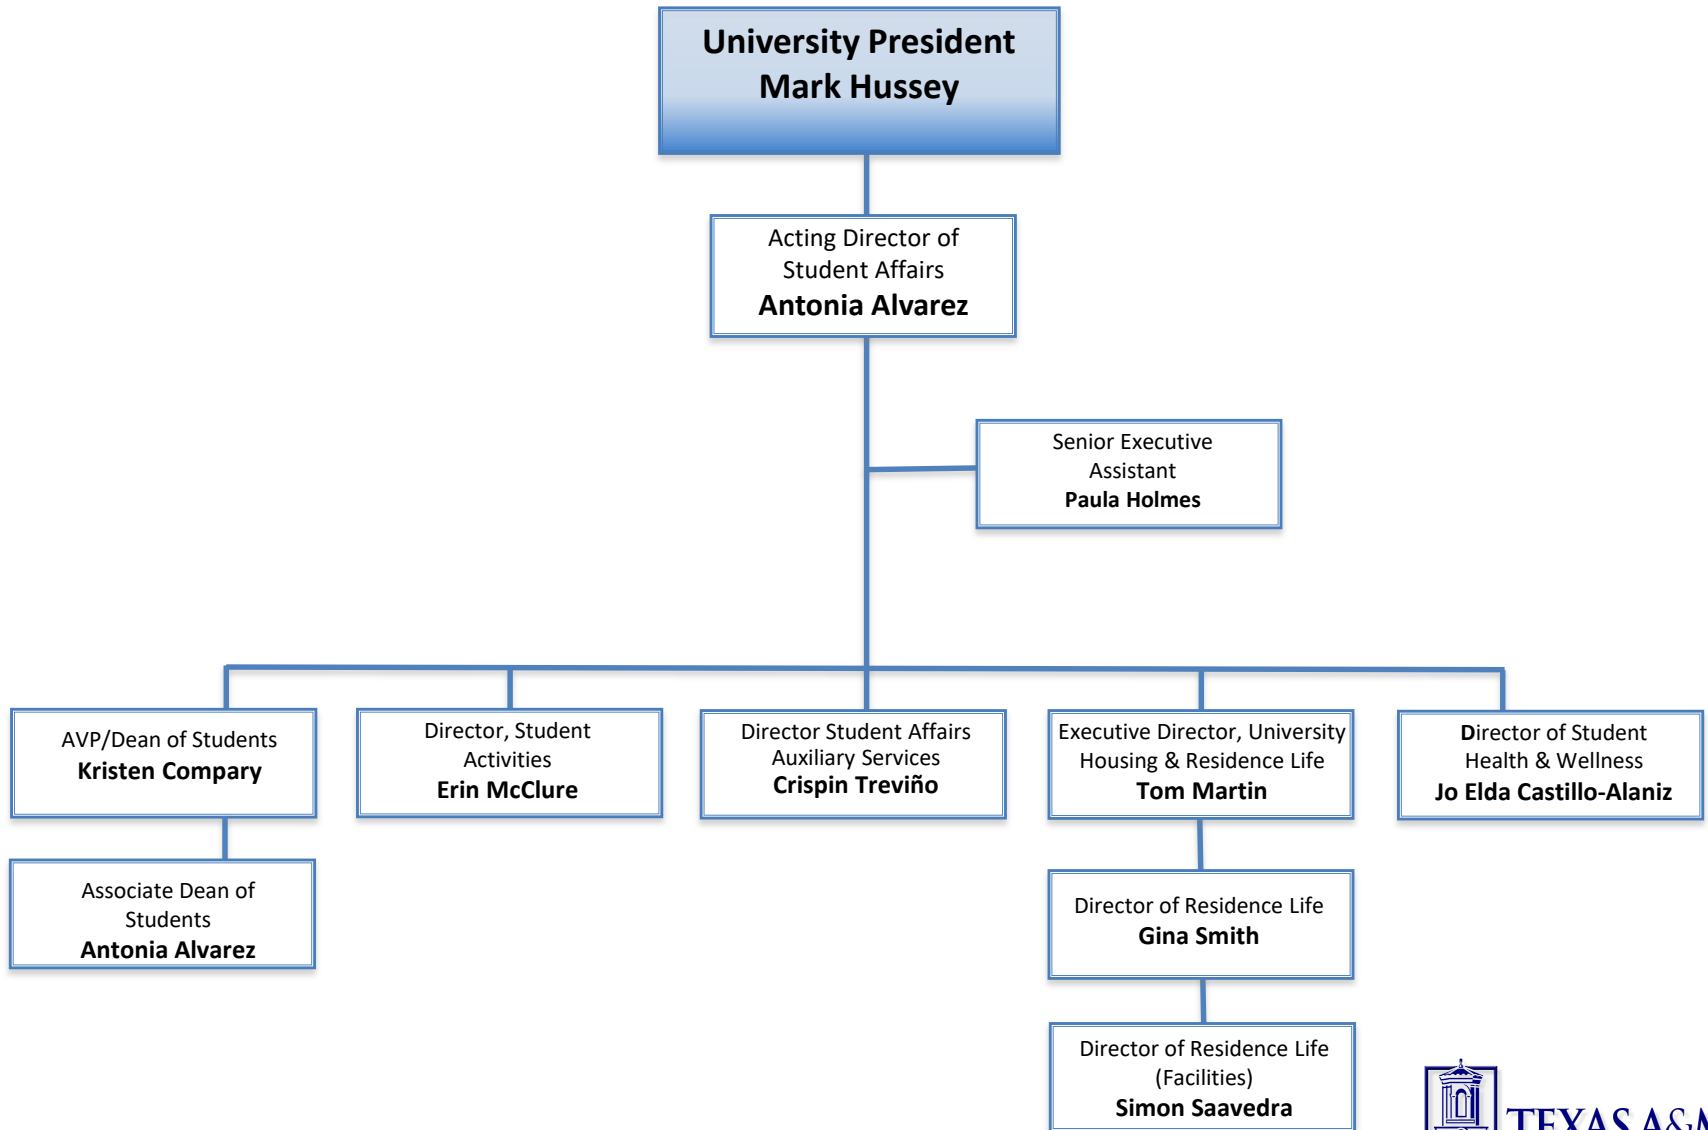 University President
Mark Hussey
Acting Director of
Student Affairs
Antonia Alvarez
Senior Executive
Assistant
Paula Holmes
AVP/Dean of Students
Kristen Compary
Director, Student
Activities
Erin McClure
Director Student Affairs
Auxiliary Services
Crispin Treviño
Executive Director, University
Housing & Residence Life
Tom Martin
Director of Student
Health & Wellness
Jo Elda Castillo-Alaniz
Associate Dean of
Students
Antonia Alvarez
Director of Residence Life
Gina Smith
Director of Residence Life
(Facilities)
Simon Saavedra
TEXAS A&M